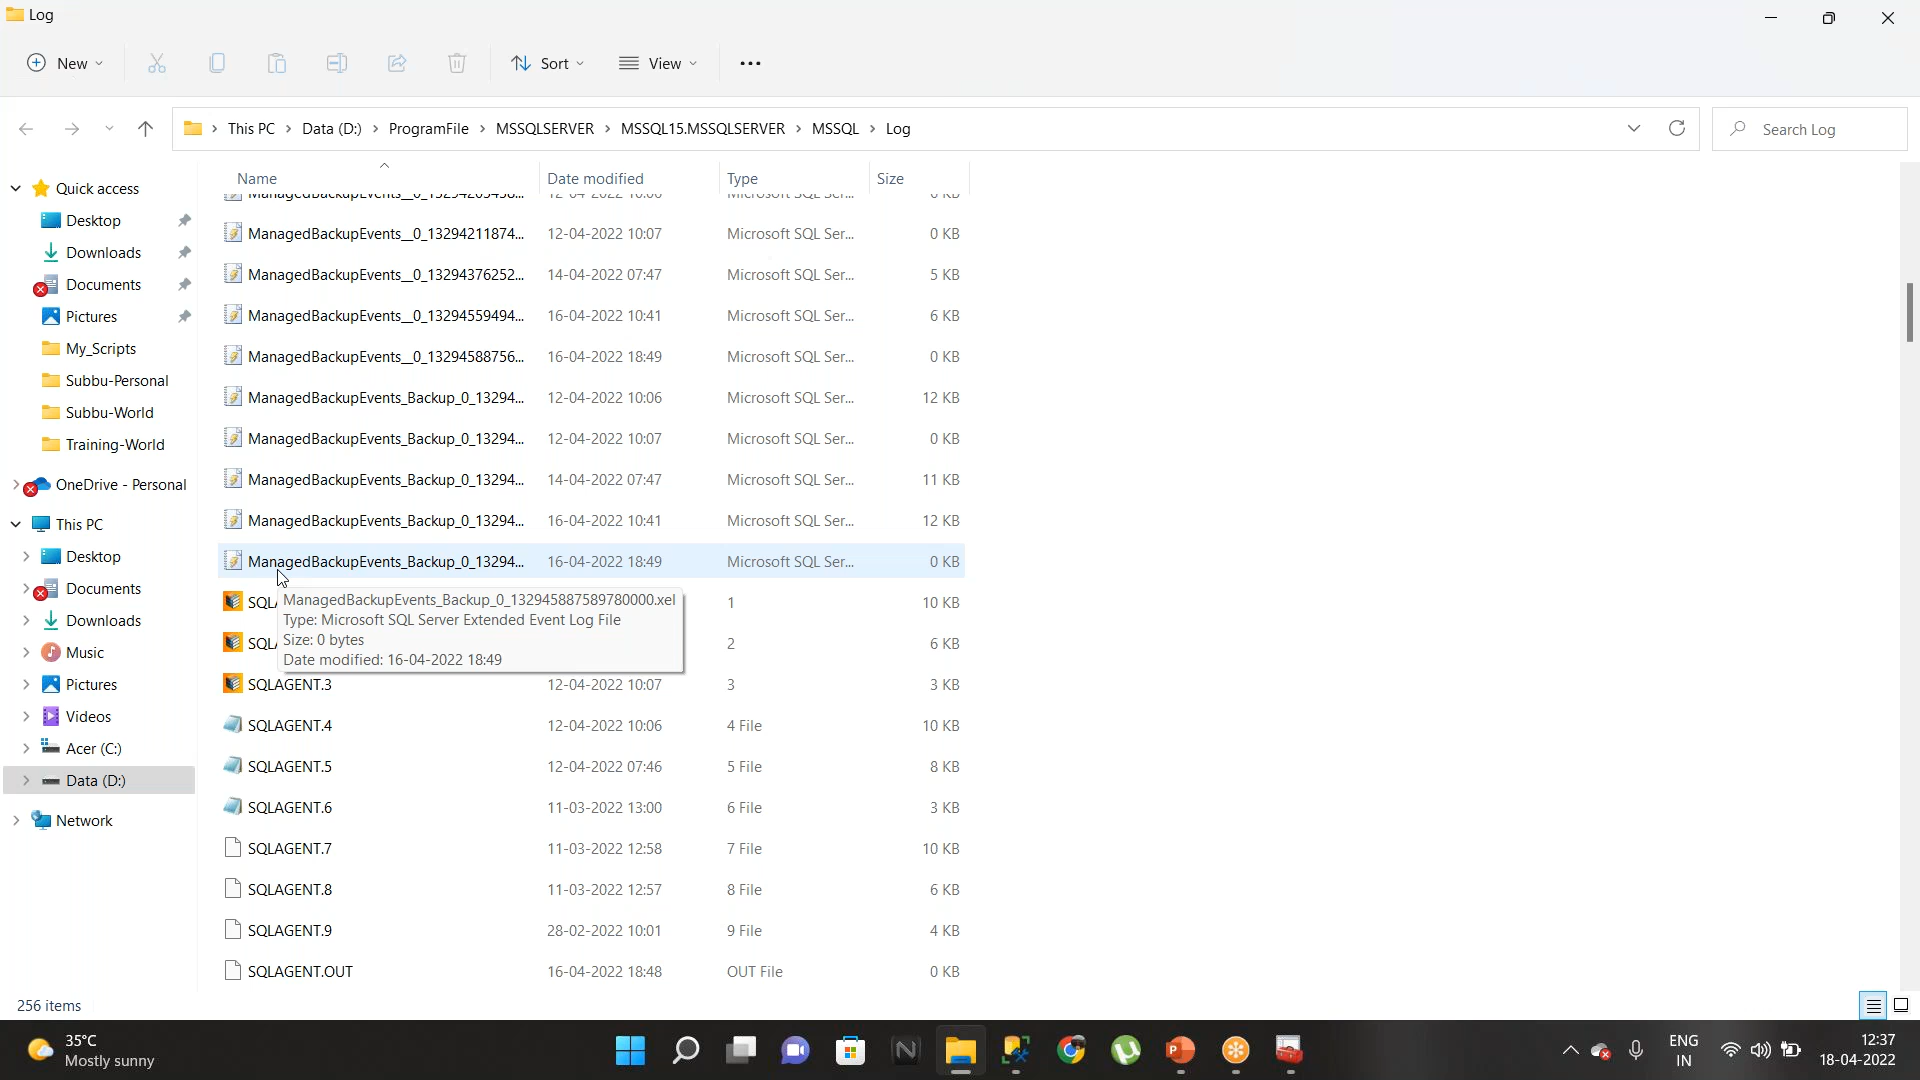 Log
New
Sort
View
This PC > Data (D:) > ProgramFile > MSSQLSERVER > MSSQL15.MSSQLSERVER > MSSQL > Log
Search Log
Name Date modified Type Size
ManagedBackupEvents__0_13294211874... 12-04-2022 10:07 Microsoft SQL Ser... 0 KB
ManagedBackupEvents__0_13294376252... 14-04-2022 07:47 Microsoft SQL Ser... 5 KB
ManagedBackupEvents__0_13294559494... 16-04-2022 10:41 Microsoft SQL Ser... 6 KB
ManagedBackupEvents__0_13294588756... 16-04-2022 18:49 Microsoft SQL Ser... 0 KB
ManagedBackupEvents_Backup_0_13294... 12-04-2022 10:06 Microsoft SQL Ser... 12 KB
ManagedBackupEvents_Backup_0_13294... 12-04-2022 10:07 Microsoft SQL Ser... 0 KB
ManagedBackupEvents_Backup_0_13294... 14-04-2022 07:47 Microsoft SQL Ser... 11 KB
ManagedBackupEvents_Backup_0_13294... 16-04-2022 10:41 Microsoft SQL Ser... 12 KB
ManagedBackupEvents_Backup_0_13294... 16-04-2022 18:49 Microsoft SQL Ser... 0 KB
1 10 KB
2 6 KB
ManagedBackupEvents_Backup_0_132945887589780000.xel
Type: Microsoft SQL Server Extended Event Log File
Size: 0 bytes
Date modified: 16-04-2022 18:49
SQLAGENT.3 12-04-2022 10:07 3 3 KB
SQLAGENT.4 12-04-2022 10:06 4 File 10 KB
SQLAGENT.5 12-04-2022 07:46 5 File 8 KB
SQLAGENT.6 11-03-2022 13:00 6 File 3 KB
SQLAGENT.7 11-03-2022 12:58 7 File 10 KB
SQLAGENT.8 11-03-2022 12:57 8 File 6 KB
SQLAGENT.9 28-02-2022 10:01 9 File 4 KB
SQLAGENT.OUT 16-04-2022 18:48 OUT File 0 KB
Quick access
Desktop
Downloads
Documents
Pictures
My_Scripts
Subbu-Personal
Subbu-World
Training-World
OneDrive - Personal
This PC
Desktop
Documents
Downloads
Music
Pictures
Videos
Acer (C:)
Data (D:)
Network
256 items
35°C
Mostly sunny
ENG
IN
12:37
18-04-2022